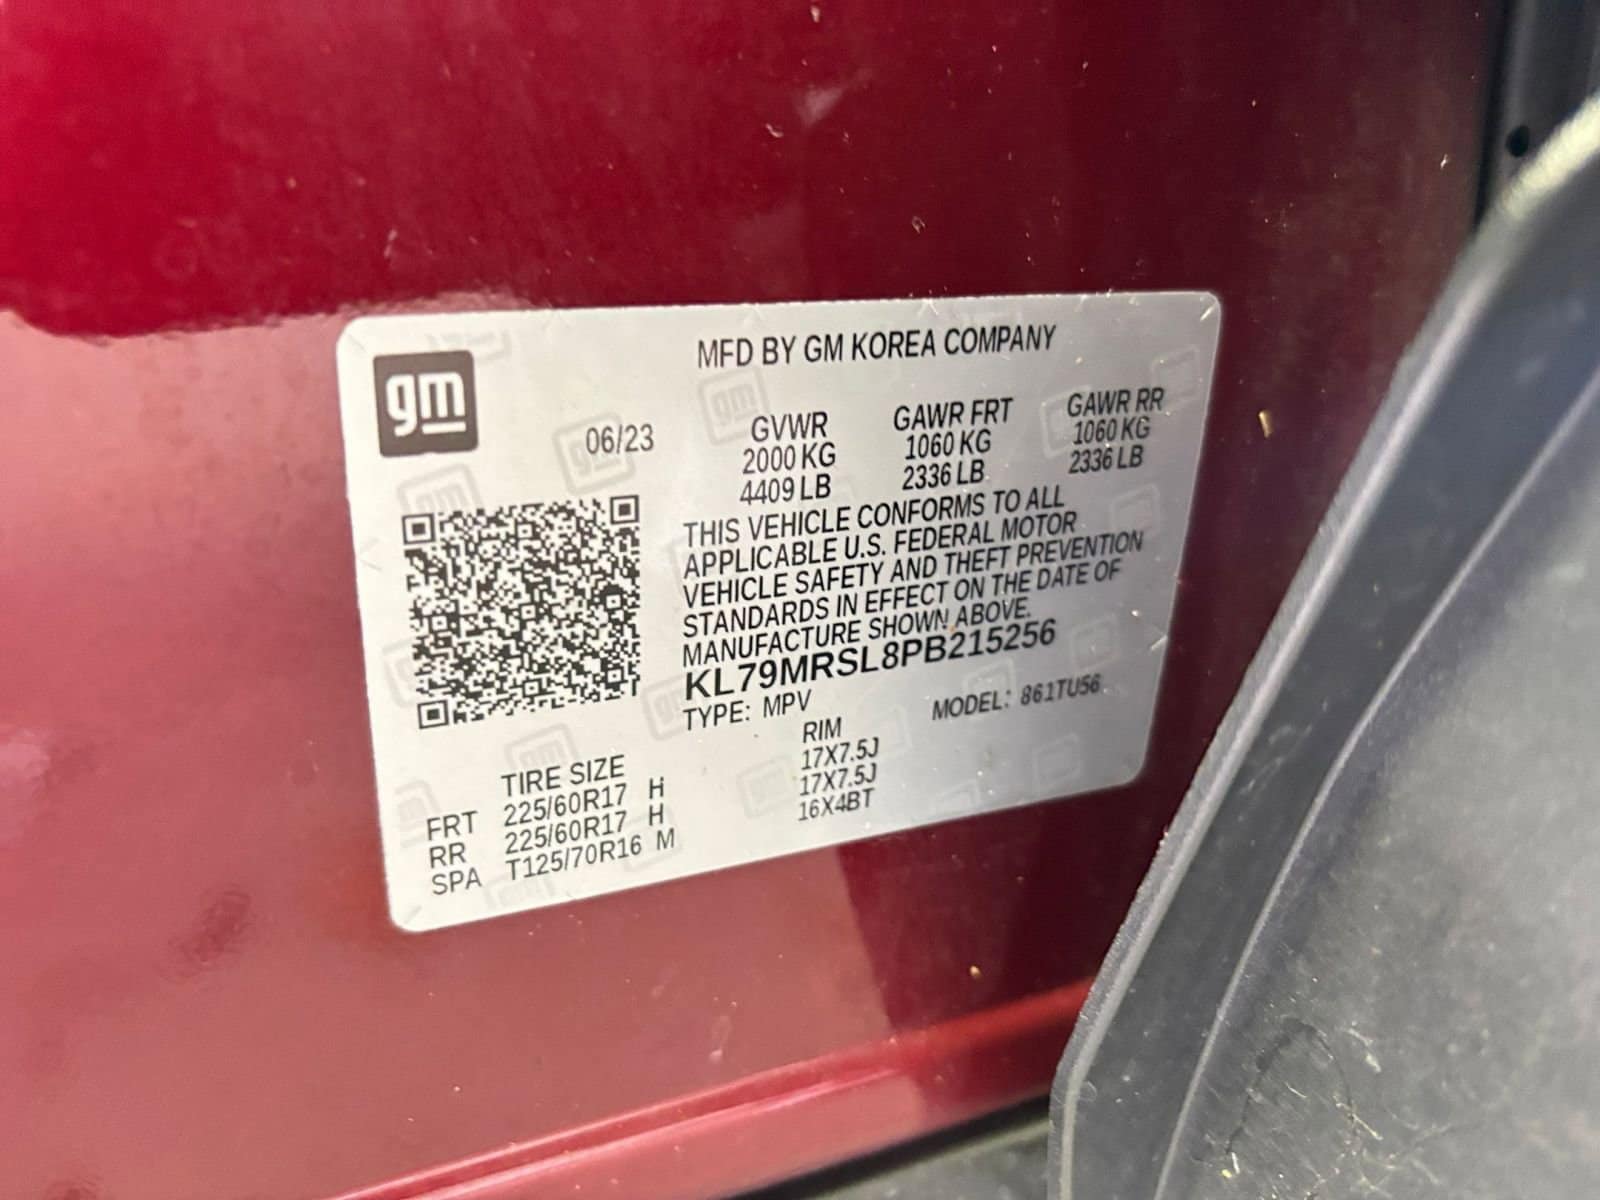 gm
MFD BY GM KOREA COMPANY
06/23
GVWR GAWR FRT GAWR RR
2000 KG 1060 KG 1060 KG
4409 LB 2336 LB 2336 LB
THIS VEHICLE CONFORMS TO ALL
APPLICABLE U.S. FEDERAL MOTOR
VEHICLE SAFETY AND THEFT PREVENTION
STANDARDS IN EFFECT ON THE DATE OF
MANUFACTURE SHOWN ABOVE.
KL79MRSL8PB215256
TYPE: MPV MODEL: 861TU56
TIRE SIZE RIM
FRT 225/60R17 H 17X7.5J
RR 225/60R17 H 17X7.5J
SPA T125/70R16 M 16X4BT